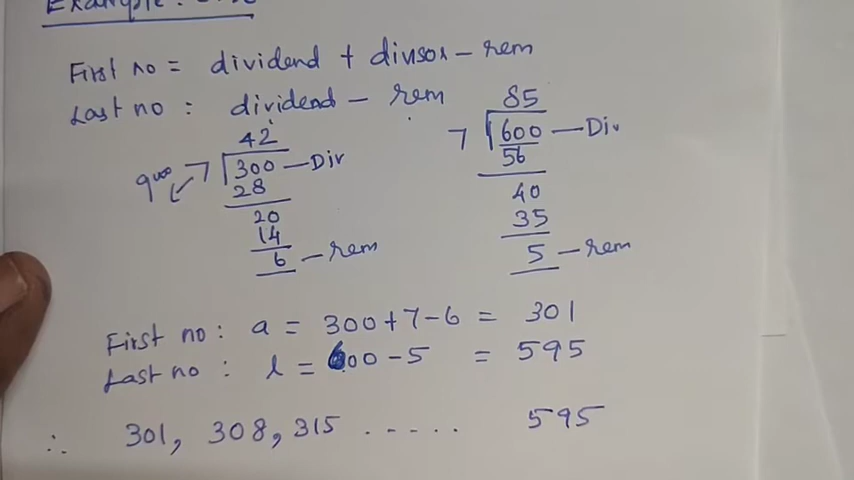 Example:
First no = dividend + divisor - rem
Last no : dividend - rem
42
quo 7 300 — Div
28
20
14
6 — rem
85
7 600 — Div
56
40
35
5 — rem
First no : a = 300 + 7 - 6 = 301
Last no : l = 600 - 5 = 595
∴ 301, 308, 315 ..... 595